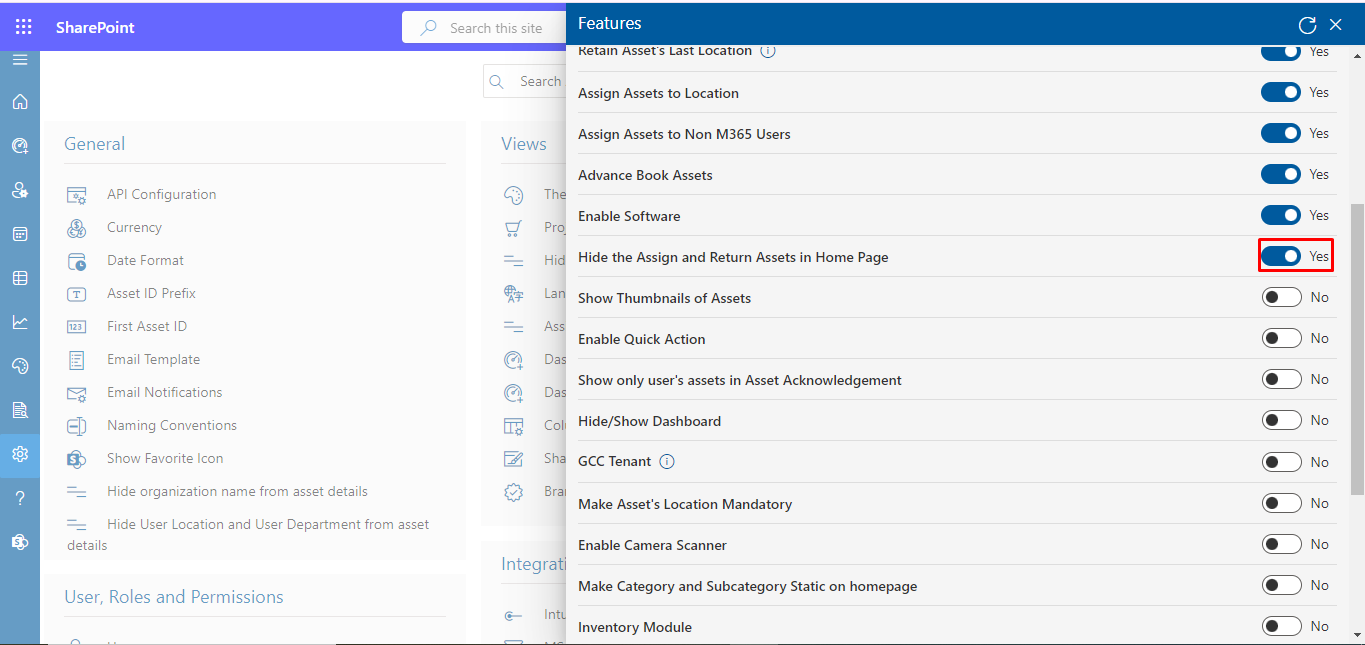 SharePoint
Search this site
Features
Search
General
API Configuration
Currency
Date Format
Asset ID Prefix
First Asset ID
Email Template
Email Notifications
Naming Conventions
Show Favorite Icon
Hide organization name from asset details
Hide User Location and User Department from asset
details
User, Roles and Permissions
Views
The
Proj
Hid
Lan
Ass
Das
Das
Colu
Sha
Bra
Integrati
Intu
Retain Asset's Last Location Yes
Assign Assets to Location Yes
Assign Assets to Non M365 Users Yes
Advance Book Assets Yes
Enable Software Yes
Hide the Assign and Return Assets in Home Page Yes
Show Thumbnails of Assets No
Enable Quick Action No
Show only user's assets in Asset Acknowledgement No
Hide/Show Dashboard No
GCC Tenant No
Make Asset's Location Mandatory No
Enable Camera Scanner No
Make Category and Subcategory Static on homepage No
Inventory Module No